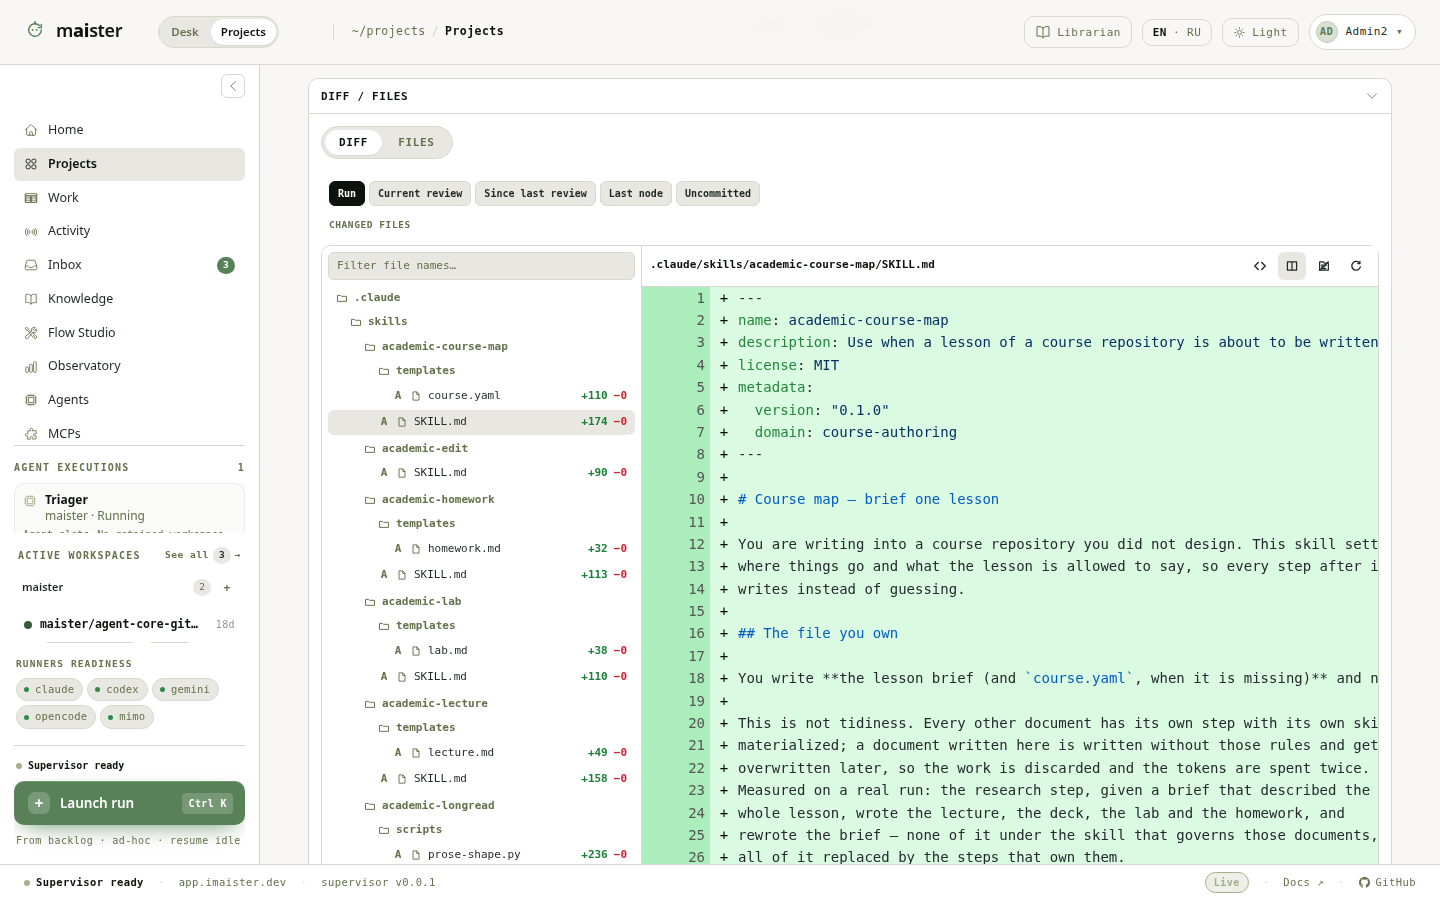 maister
Desk
Projects
~/projects / Projects
Librarian
EN · RU
Light
AD
Admin2
Home
Projects
Work
Activity
Inbox
3
Knowledge
Flow Studio
Observatory
Agents
MCPs
AGENT EXECUTIONS
1
Triager
maister · Running
ACTIVE WORKSPACES
See all 3 →
maister
2 +
maister/agent-core-git…
18d
RUNNERS READINESS
claude
codex
gemini
opencode
mimo
Supervisor ready
+ Launch run
Ctrl K
From backlog · ad-hoc · resume idle
DIFF / FILES
DIFF
FILES
Run
Current review
Since last review
Last node
Uncommitted
CHANGED FILES
Filter file names…
.claude
skills
academic-course-map
templates
A course.yaml +110 −0
A SKILL.md +174 −0
academic-edit
A SKILL.md +90 −0
academic-homework
templates
A homework.md +32 −0
A SKILL.md +113 −0
academic-lab
templates
A lab.md +38 −0
A SKILL.md +110 −0
academic-lecture
templates
A lecture.md +49 −0
A SKILL.md +158 −0
academic-longread
scripts
A prose-shape.py +236 −0
.claude/skills/academic-course-map/SKILL.md
1 + ---
2 + name: academic-course-map
3 + description: Use when a lesson of a course repository is about to be written
4 + license: MIT
5 + metadata:
6 + version: "0.1.0"
7 + domain: course-authoring
8 + ---
9 +
10 + # Course map — brief one lesson
11 +
12 + You are writing into a course repository you did not design. This skill sett
13 + where things go and what the lesson is allowed to say, so every step after i
14 + writes instead of guessing.
15 +
16 + ## The file you own
17 +
18 + You write **the lesson brief (and `course.yaml`, when it is missing)** and n
19 +
20 + This is not tidiness. Every other document has its own step with its own ski
21 + materialized; a document written here is written without those rules and get
22 + overwritten later, so the work is discarded and the tokens are spent twice.
23 + Measured on a real run: the research step, given a brief that described the
24 + whole lesson, wrote the lecture, the deck, the lab and the homework, and
25 + rewrote the brief — none of it under the skill that governs those documents,
26 + all of it replaced by the steps that own them.
Supervisor ready · app.imaister.dev · supervisor v0.0.1
Live · Docs ↗ · GitHub